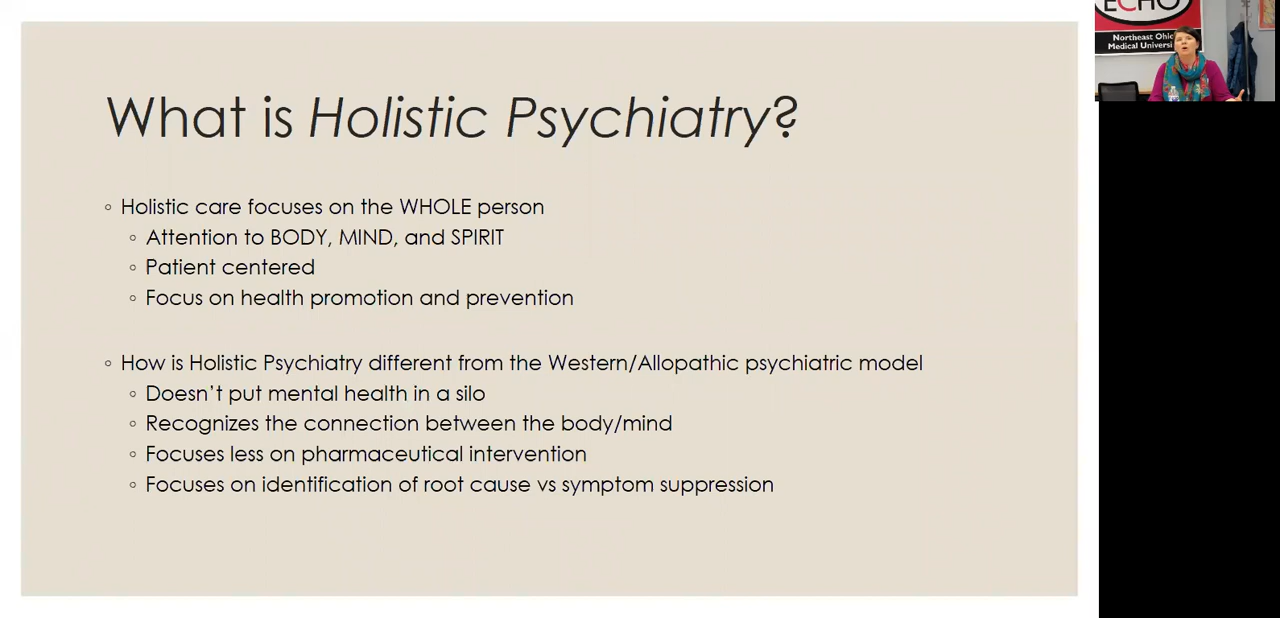 What is Holistic Psychiatry?
◦ Holistic care focuses on the WHOLE person
◦ Attention to BODY, MIND, and SPIRIT
◦ Patient centered
◦ Focus on health promotion and prevention
◦ How is Holistic Psychiatry different from the Western/Allopathic psychiatric model
◦ Doesn’t put mental health in a silo
◦ Recognizes the connection between the body/mind
◦ Focuses less on pharmaceutical intervention
◦ Focuses on identification of root cause vs symptom suppression
ECHO
Northeast Ohio
Medical Universi